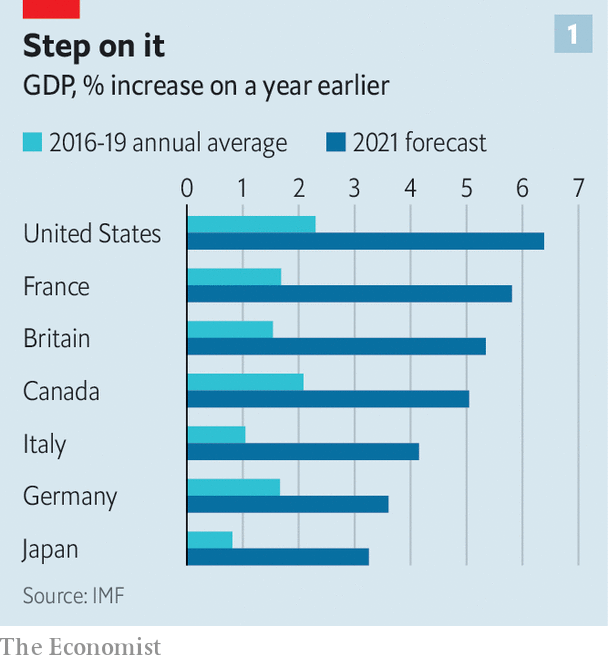 Step on it
1
GDP, % increase on a year earlier
2016-19 annual average
2021 forecast
0 1 2 3 4 5 6 7
United States
France
Britain
Canada
Italy
Germany
Japan
Source: IMF
The Economist